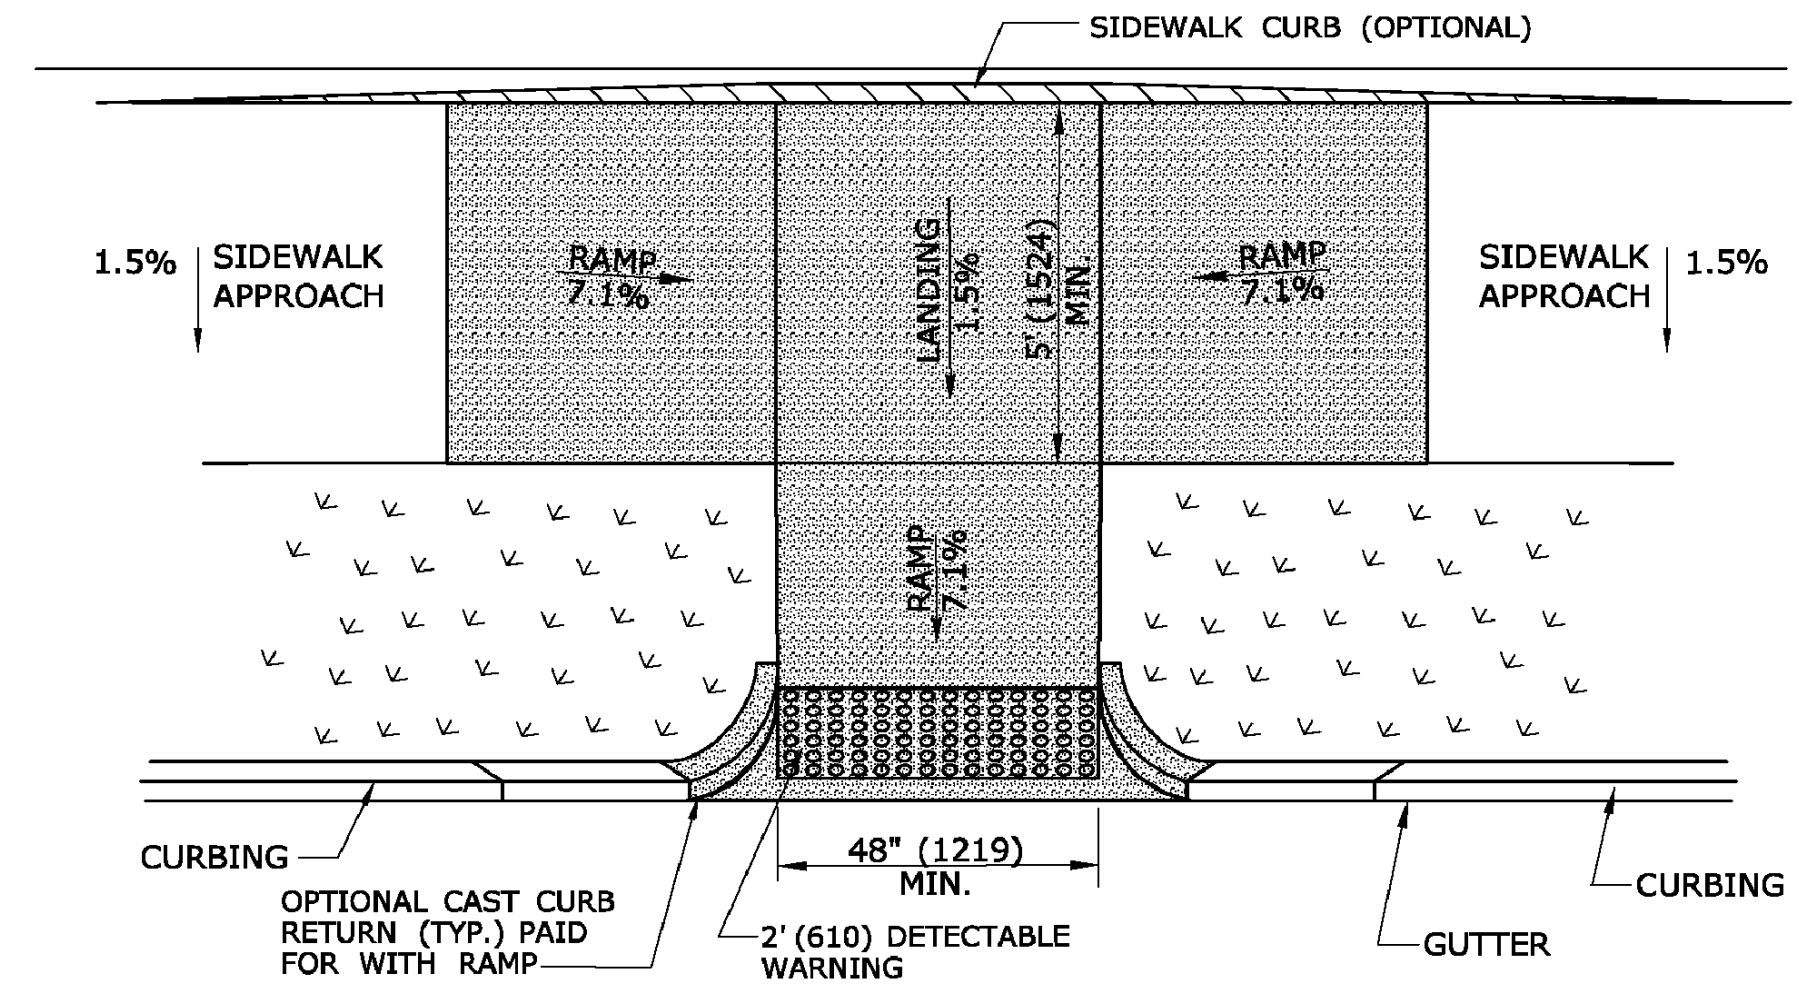 SIDEWALK CURB (OPTIONAL)
1.5%
SIDEWALK
APPROACH
RAMP
7.1%
LANDING
1.5%
5' (1524)
MIN.
RAMP
7.1%
SIDEWALK
APPROACH
1.5%
RAMP
7.1%
CURBING
48" (1219)
MIN.
CURBING
OPTIONAL CAST CURB
RETURN (TYP.) PAID
FOR WITH RAMP
2' (610) DETECTABLE
WARNING
GUTTER